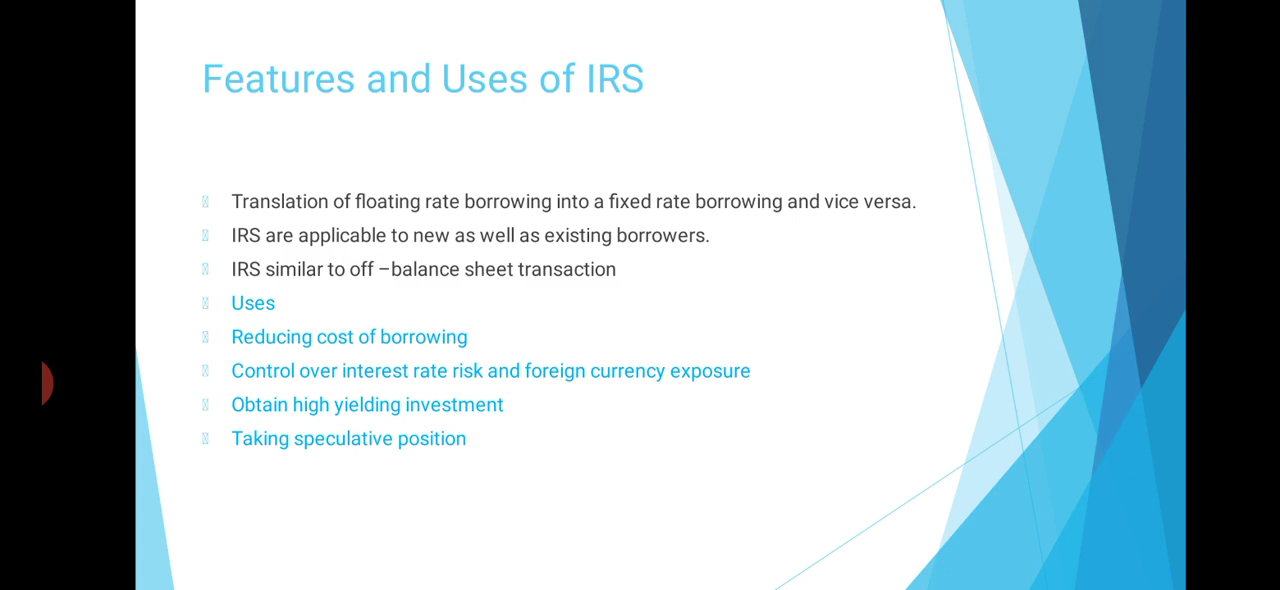 Features and Uses of IRS
Translation of floating rate borrowing into a fixed rate borrowing and vice versa.
IRS are applicable to new as well as existing borrowers.
IRS similar to off –balance sheet transaction
Uses
Reducing cost of borrowing
Control over interest rate risk and foreign currency exposure
Obtain high yielding investment
Taking speculative position